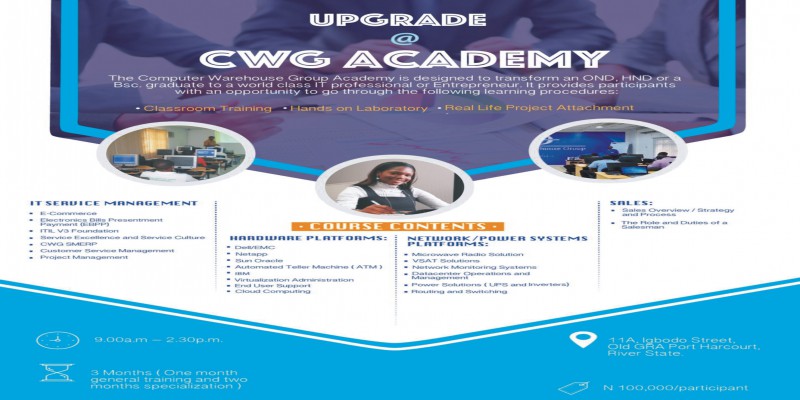 UPGRADE
@
CWG ACADEMY
The Computer Warehouse Group Academy is designed to transform an OND, HND or a
Bsc. graduate to a world class IT professional or Entrepreneur. It provides participants
with an opportunity to go through the following learning procedures:
• Classroom Training • Hands on Laboratory • Real Life Project Attachment
IT SERVICE MANAGEMENT
• E-Commerce
• Electronics Bills Presentment
Payment (EBPP)
• ITIL V3 Foundation
• Service Excellence and Service Culture
• CWG SMERP
• Customer Service Management
• Project Management
• COURSE CONTENTS •
HARDWARE PLATFORMS:
• Dell/EMC
• Netapp
• Sun Oracle
• Automated Teller Machine ( ATM )
• IBM
• Virtualization Administration
• End User Support
• Cloud Computing
NETWORK/POWER SYSTEMS
PLATFORMS:
• Microwave Radio Solution
• VSAT Solutions
• Network Monitoring Systems
• Datacenter Operations and
Management
• Power Solutions ( UPS and Inverters)
• Routing and Switching
SALES:
• Sales Overview / Strategy
and Process
• The Role and Duties of a
Salesman
9.00a.m – 2.30p.m.
3 Months ( One month
general training and two
months specialization )
11A, Igbodo Street,
Old GRA Port Harcourt,
River State.
N 100,000/participant